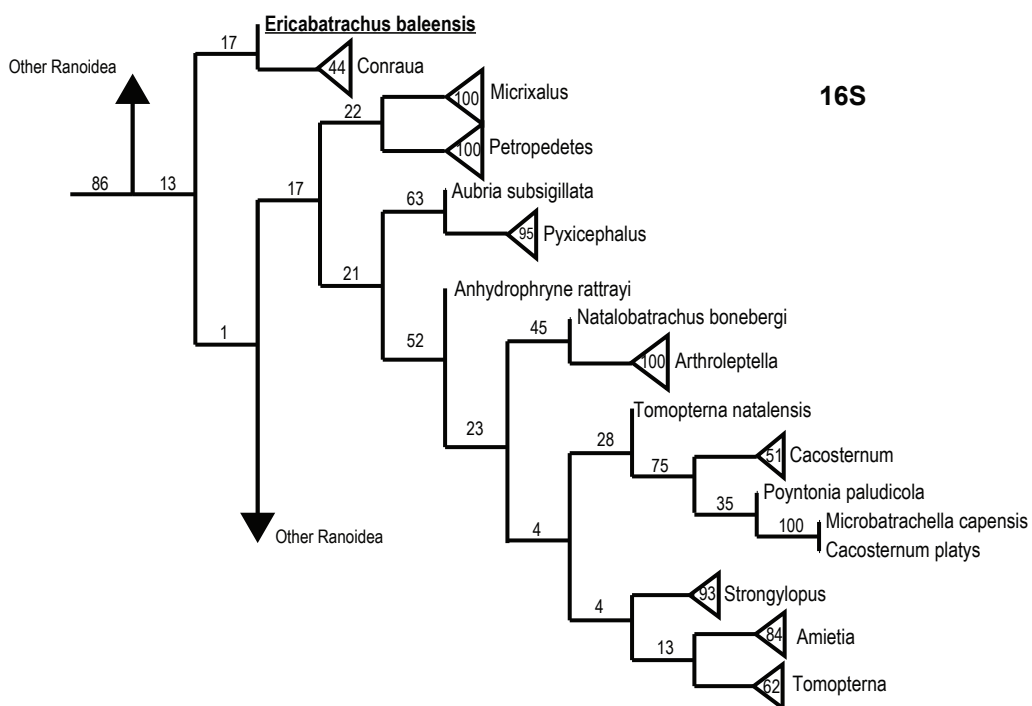 Ericabatrachus baleensis
17
Other Ranoidea
44
Conraua
16S
Micrixalus
100
22
Petropedetes
100
86
13
17
Aubria subsigillata
63
Pyxicephalus
95
21
Anhydrophryne rattrayi
Natalobatrachus bonebergi
45
1
52
100
Arthroleptella
Tomopterna natalensis
23
28
Cacosternum
51
75
Poyntonia paludicola
35
Microbatrachella capensis
100
4
Cacosternum platys
Other Ranoidea
Strongylopus
93
4
Amietia
84
13
Tomopterna
62